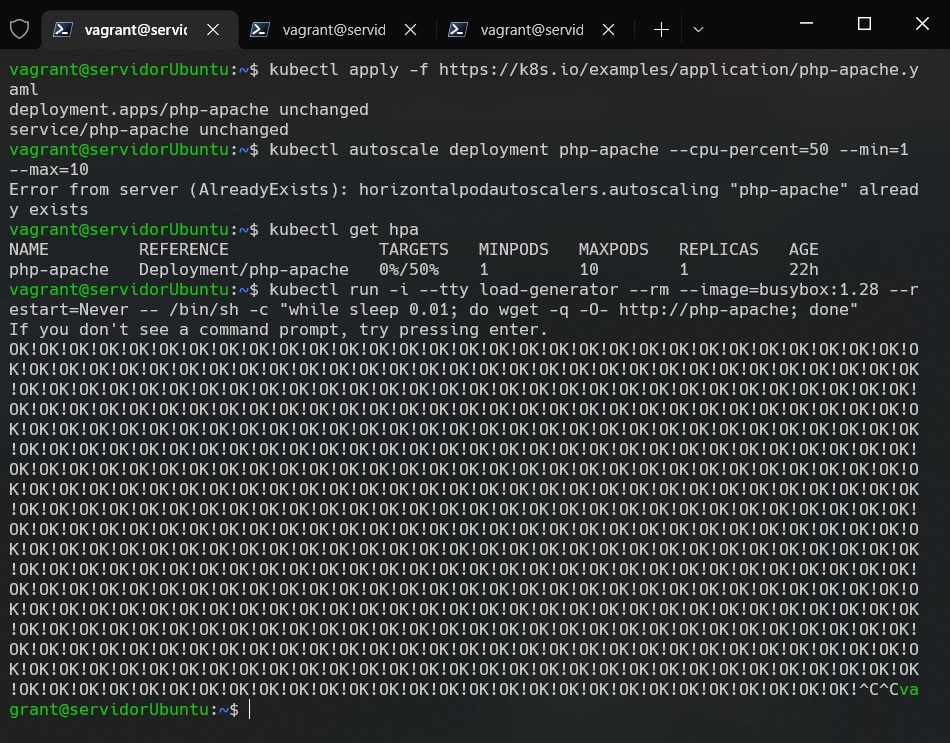 vagrant@servic
vagrant@servid
vagrant@servid
vagrant@servidorUbuntu:~$ kubectl apply -f https://k8s.io/examples/application/php-apache.y
aml
deployment.apps/php-apache unchanged
service/php-apache unchanged
vagrant@servidorUbuntu:~$ kubectl autoscale deployment php-apache --cpu-percent=50 --min=1
--max=10
Error from server (AlreadyExists): horizontalpodautoscalers.autoscaling "php-apache" alread
y exists
vagrant@servidorUbuntu:~$ kubectl get hpa
NAME         REFERENCE               TARGETS   MINPODS   MAXPODS   REPLICAS   AGE
php-apache   Deployment/php-apache   0%/50%    1         10        1          22h
vagrant@servidorUbuntu:~$ kubectl run -i --tty load-generator --rm --image=busybox:1.28 --r
estart=Never -- /bin/sh -c "while sleep 0.01; do wget -q -O- http://php-apache; done"
If you don't see a command prompt, try pressing enter.
OK!OK!OK!OK!OK!OK!OK!OK!OK!OK!OK!OK!OK!OK!OK!OK!OK!OK!OK!OK!OK!OK!OK!OK!OK!OK!OK!OK!OK!OK!O
K!OK!OK!OK!OK!OK!OK!OK!OK!OK!OK!OK!OK!OK!OK!OK!OK!OK!OK!OK!OK!OK!OK!OK!OK!OK!OK!OK!OK!OK!OK
!OK!OK!OK!OK!OK!OK!OK!OK!OK!OK!OK!OK!OK!OK!OK!OK!OK!OK!OK!OK!OK!OK!OK!OK!OK!OK!OK!OK!OK!OK!
OK!OK!OK!OK!OK!OK!OK!OK!OK!OK!OK!OK!OK!OK!OK!OK!OK!OK!OK!OK!OK!OK!OK!OK!OK!OK!OK!OK!OK!OK!O
K!OK!OK!OK!OK!OK!OK!OK!OK!OK!OK!OK!OK!OK!OK!OK!OK!OK!OK!OK!OK!OK!OK!OK!OK!OK!OK!OK!OK!OK!OK
!OK!OK!OK!OK!OK!OK!OK!OK!OK!OK!OK!OK!OK!OK!OK!OK!OK!OK!OK!OK!OK!OK!OK!OK!OK!OK!OK!OK!OK!OK!
OK!OK!OK!OK!OK!OK!OK!OK!OK!OK!OK!OK!OK!OK!OK!OK!OK!OK!OK!OK!OK!OK!OK!OK!OK!OK!OK!OK!OK!OK!O
K!OK!OK!OK!OK!OK!OK!OK!OK!OK!OK!OK!OK!OK!OK!OK!OK!OK!OK!OK!OK!OK!OK!OK!OK!OK!OK!OK!OK!OK!OK
!OK!OK!OK!OK!OK!OK!OK!OK!OK!OK!OK!OK!OK!OK!OK!OK!OK!OK!OK!OK!OK!OK!OK!OK!OK!OK!OK!OK!OK!OK!
OK!OK!OK!OK!OK!OK!OK!OK!OK!OK!OK!OK!OK!OK!OK!OK!OK!OK!OK!OK!OK!OK!OK!OK!OK!OK!OK!OK!OK!OK!O
K!OK!OK!OK!OK!OK!OK!OK!OK!OK!OK!OK!OK!OK!OK!OK!OK!OK!OK!OK!OK!OK!OK!OK!OK!OK!OK!OK!OK!OK!OK
!OK!OK!OK!OK!OK!OK!OK!OK!OK!OK!OK!OK!OK!OK!OK!OK!OK!OK!OK!OK!OK!OK!OK!OK!OK!OK!OK!OK!OK!OK!
OK!OK!OK!OK!OK!OK!OK!OK!OK!OK!OK!OK!OK!OK!OK!OK!OK!OK!OK!OK!OK!OK!OK!OK!OK!OK!OK!OK!OK!OK!O
K!OK!OK!OK!OK!OK!OK!OK!OK!OK!OK!OK!OK!OK!OK!OK!OK!OK!OK!OK!OK!OK!OK!OK!OK!OK!OK!OK!OK!OK!OK
!OK!OK!OK!OK!OK!OK!OK!OK!OK!OK!OK!OK!OK!OK!OK!OK!OK!OK!OK!OK!OK!OK!OK!OK!OK!OK!OK!OK!OK!OK!
OK!OK!OK!OK!OK!OK!OK!OK!OK!OK!OK!OK!OK!OK!OK!OK!OK!OK!OK!OK!OK!OK!OK!OK!OK!OK!OK!OK!OK!OK!O
K!OK!OK!OK!OK!OK!OK!OK!OK!OK!OK!OK!OK!OK!OK!OK!OK!OK!OK!OK!OK!OK!OK!OK!OK!OK!OK!OK!OK!OK!OK
!OK!OK!OK!OK!OK!OK!OK!OK!OK!OK!OK!OK!OK!OK!OK!OK!OK!OK!OK!OK!OK!OK!OK!OK!OK!OK!OK!OK!^C^Cva
grant@servidorUbuntu:~$